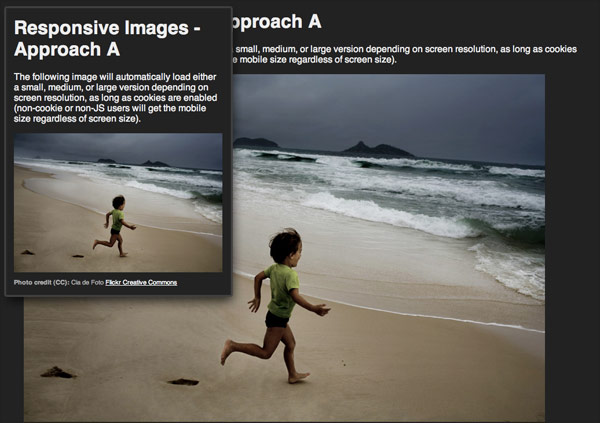 Responsive Images -
Approach A
The following image will automatically load either
a small, medium, or large version depending on
screen resolution, as long as cookies are enabled
(non-cookie or non-JS users will get the mobile
size regardless of screen size).
Photo credit (CC): Cia de Foto Flickr Creative Commons
pproach A
small, medium, or large version depending on screen resolution, as long as cookies
e mobile size regardless of screen size).